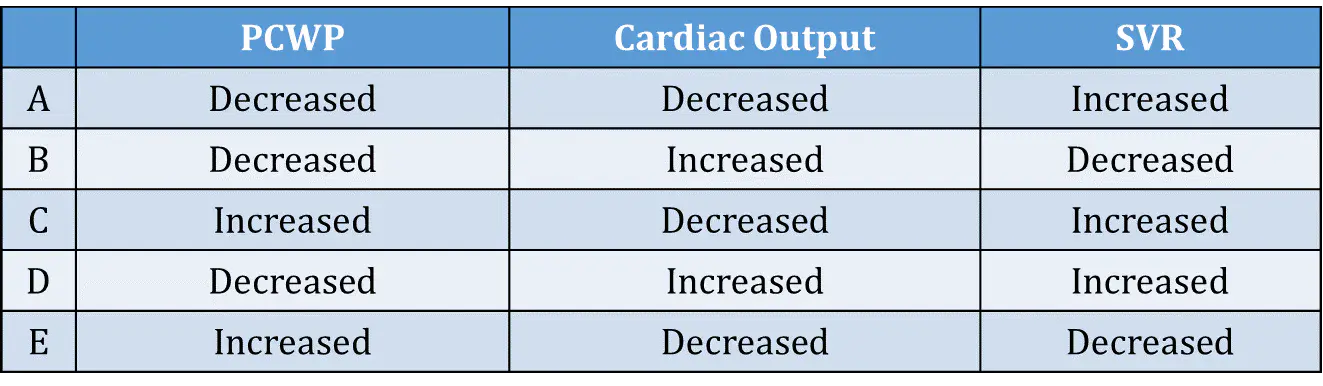 PCWP Cardiac Output SVR
A Decreased Decreased Increased
B Decreased Increased Decreased
C Increased Decreased Increased
D Decreased Increased Increased
E Increased Decreased Decreased